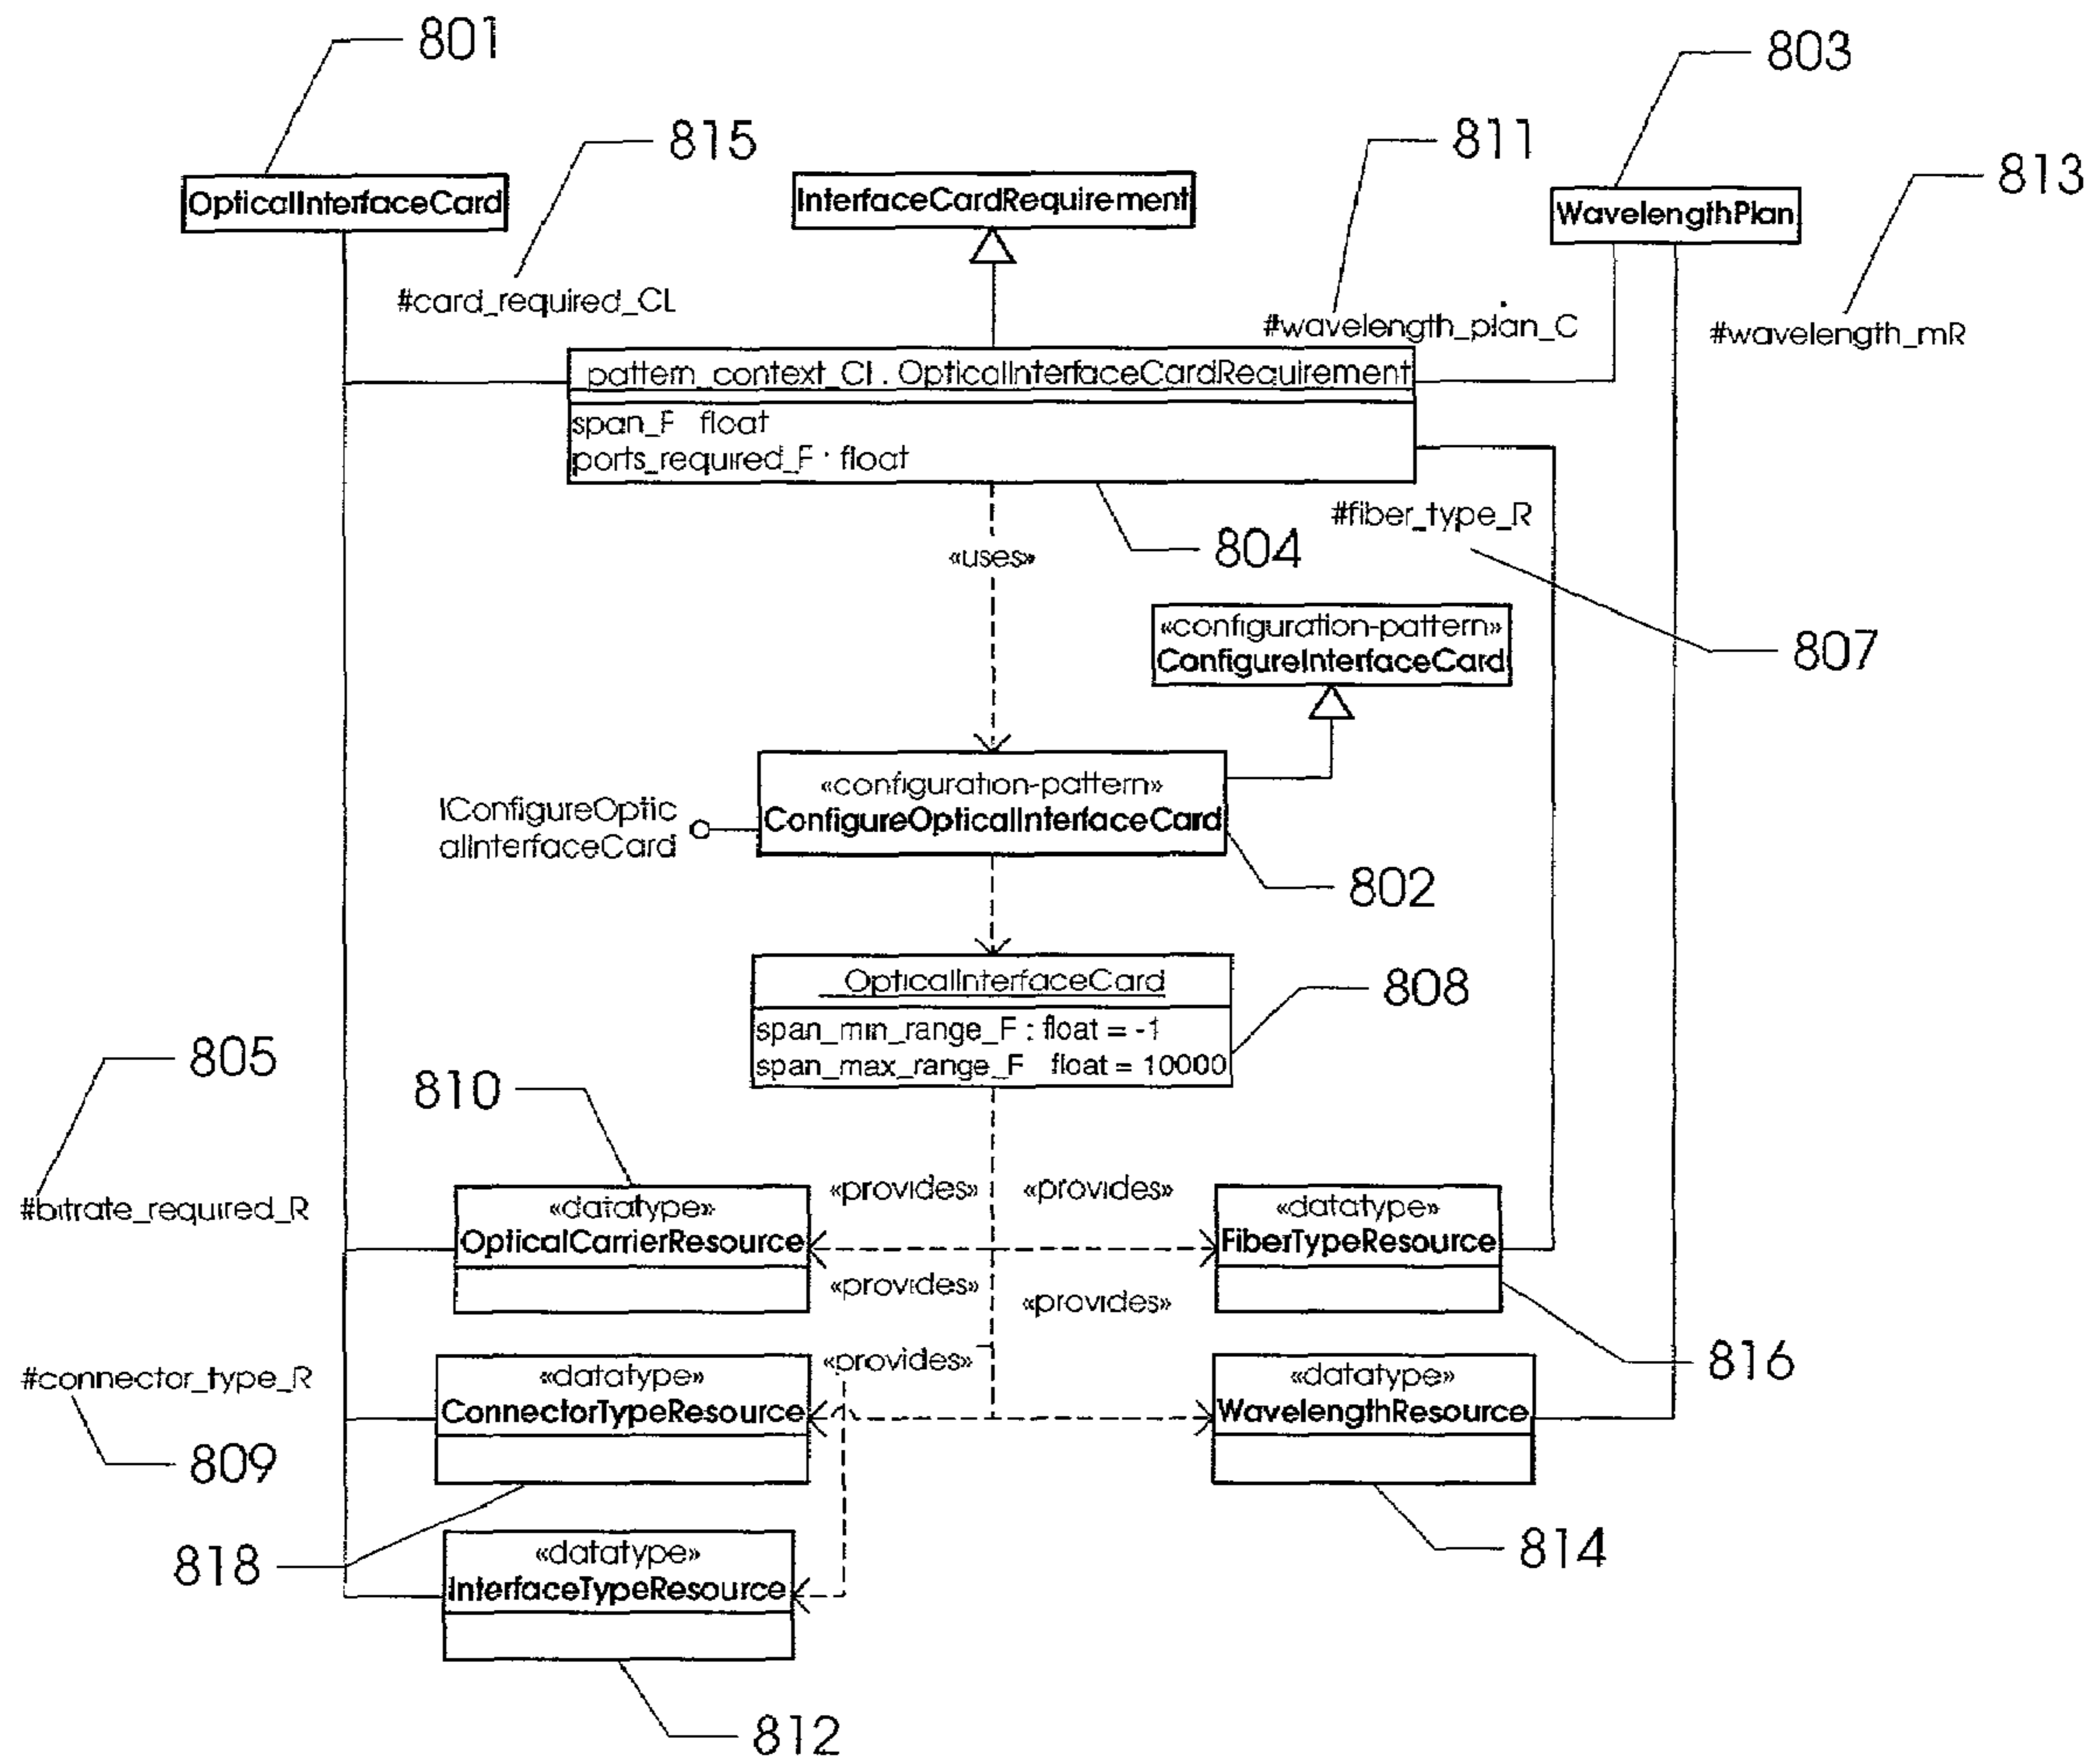 801
803
815
811
813
OpticalInterfaceCard
InterfaceCardRequirement
WavelengthPlan
#card_required_CL
#wavelength_plan_C
#wavelength_mR
pattern_context_CI . OpticalInterfaceCardRequirement
span_F float
ports_required_F : float
#fiber_type_R
804
«uses»
«configuration-pattern»
ConfigureInterfaceCard
807
«configuration-pattern»
ConfigureOpticalInterfaceCard
IConfigureOptic
alInterfaceCard
802
OpticalInterfaceCard
808
span_min_range_F : float = -1
span_max_range_F float = 10000
805
810
#bitrate_required_R
«datatype»
OpticalCarrierResource
«provides»
«provides»
«datatype»
FiberTypeResource
«provides»
«provides»
816
#connector_type_R
«datatype»
ConnectorTypeResource
«provides»
«datatype»
WavelengthResource
809
818
«datatype»
InterfaceTypeResource
814
812